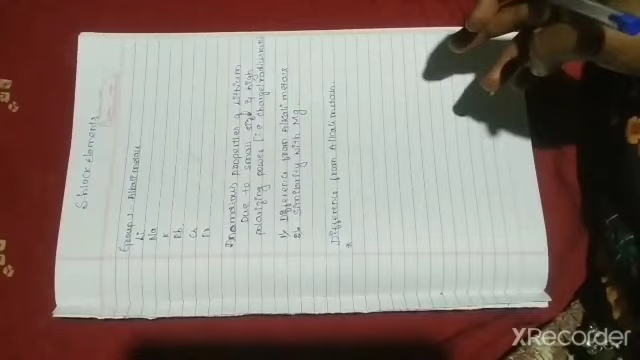 S block elements
Group 1 Alkali metals
Li
Na
K
Rb
Cs
Anomalous properties of Lithium
Due to small size & high
polarizing power [i.e. charge/radius ratio
1) Difference from Alkali metals
2) Similarity with Mg
Difference from Alkali metals.
*
XRecorder